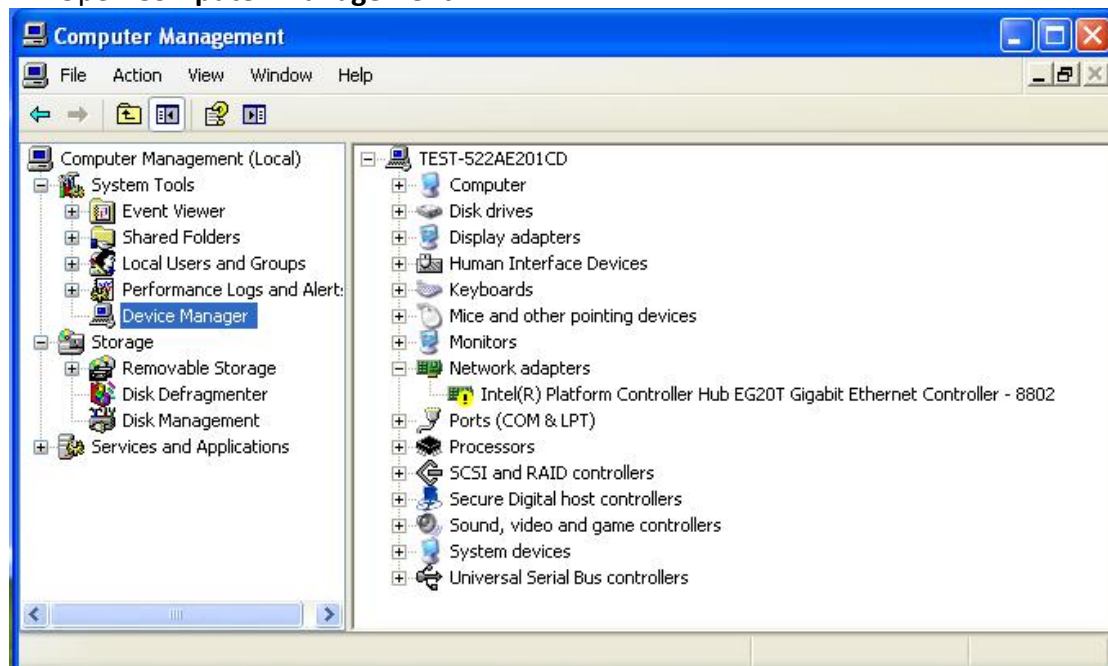 Computer Management
File Action View Window Help
Computer Management (Local)
System Tools
Event Viewer
Shared Folders
Local Users and Groups
Performance Logs and Alert
Device Manager
Storage
Removable Storage
Disk Defragmenter
Disk Management
Services and Applications
TEST-522AE201CD
Computer
Disk drives
Display adapters
Human Interface Devices
Keyboards
Mice and other pointing devices
Monitors
Network adapters
Intel(R) Platform Controller Hub EG20T Gigabit Ethernet Controller - 8802
Ports (COM & LPT)
Processors
SCSI and RAID controllers
Secure Digital host controllers
Sound, video and game controllers
System devices
Universal Serial Bus controllers